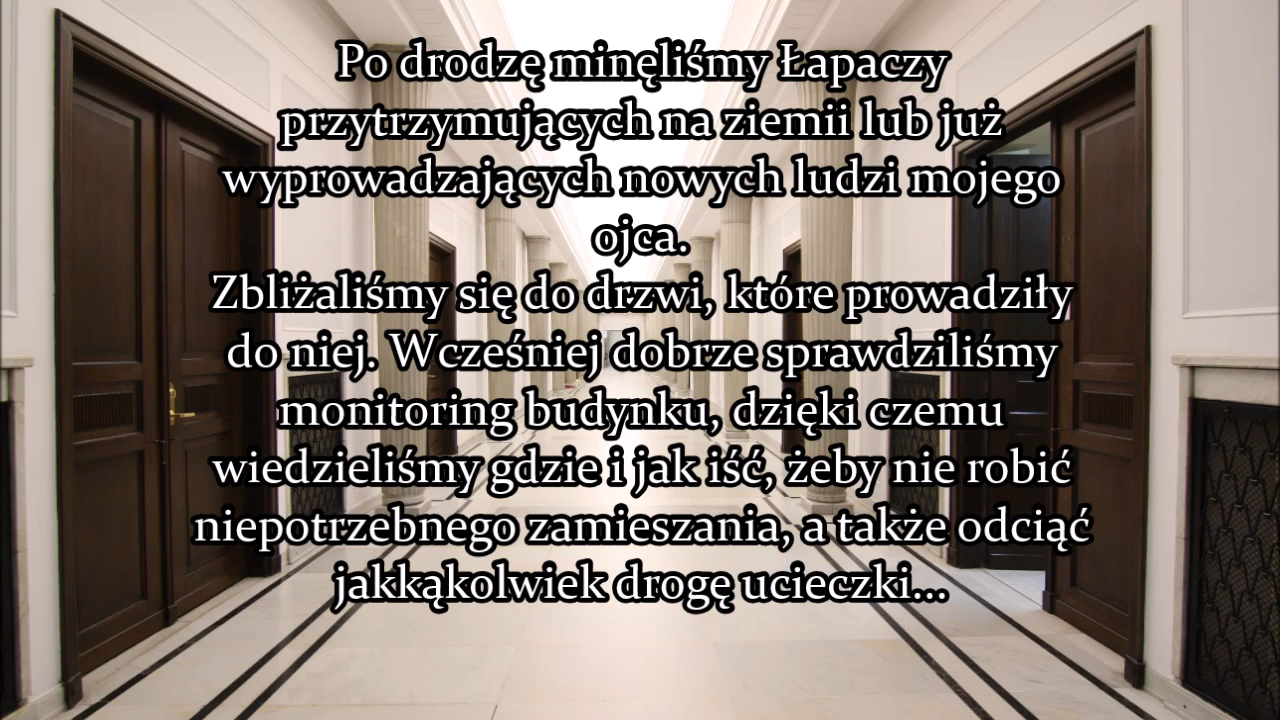 Po drodzę minęliśmy Łapaczy
przytrzymujących na ziemii lub już
wyprowadzających nowych ludzi mojego
ojca.
Zbliżaliśmy się do drzwi, które prowadziły
do niej. Wcześniej dobrze sprawdziliśmy
monitoring budynku, dzięki czemu
wiedzieliśmy gdzie i jak iść, żeby nie robić
niepotrzebnego zamieszania, a także odciąć
jakkąkolwiek drogę ucieczki...